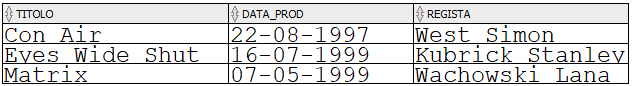 TITOLO DATA_PROD REGISTA
Con Air 22-08-1997 West Simon
Eyes Wide Shut 16-07-1999 Kubrick Stanley
Matrix 07-05-1999 Wachowski Lana